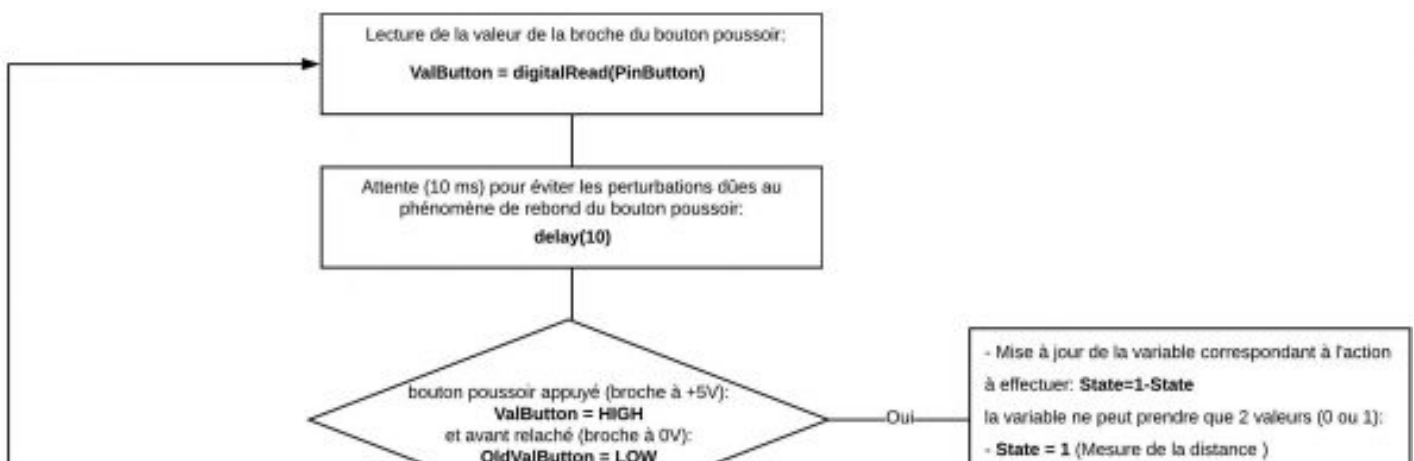 Lecture de la valeur de la broche du bouton poussoir:
ValButton = digitalRead(PinButton)
Attente (10 ms) pour éviter les perturbations dûes au
phénomène de rebond du bouton poussoir:
delay(10)
bouton poussoir appuyé (broche à +5V):
ValButton = HIGH
et avant relaché (broche à 0V):
OldValButton = LOW
Oui
- Mise à jour de la variable correspondant à l'action
à effectuer: State=1-State
la variable ne peut prendre que 2 valeurs (0 ou 1):
- State = 1 (Mesure de la distance )